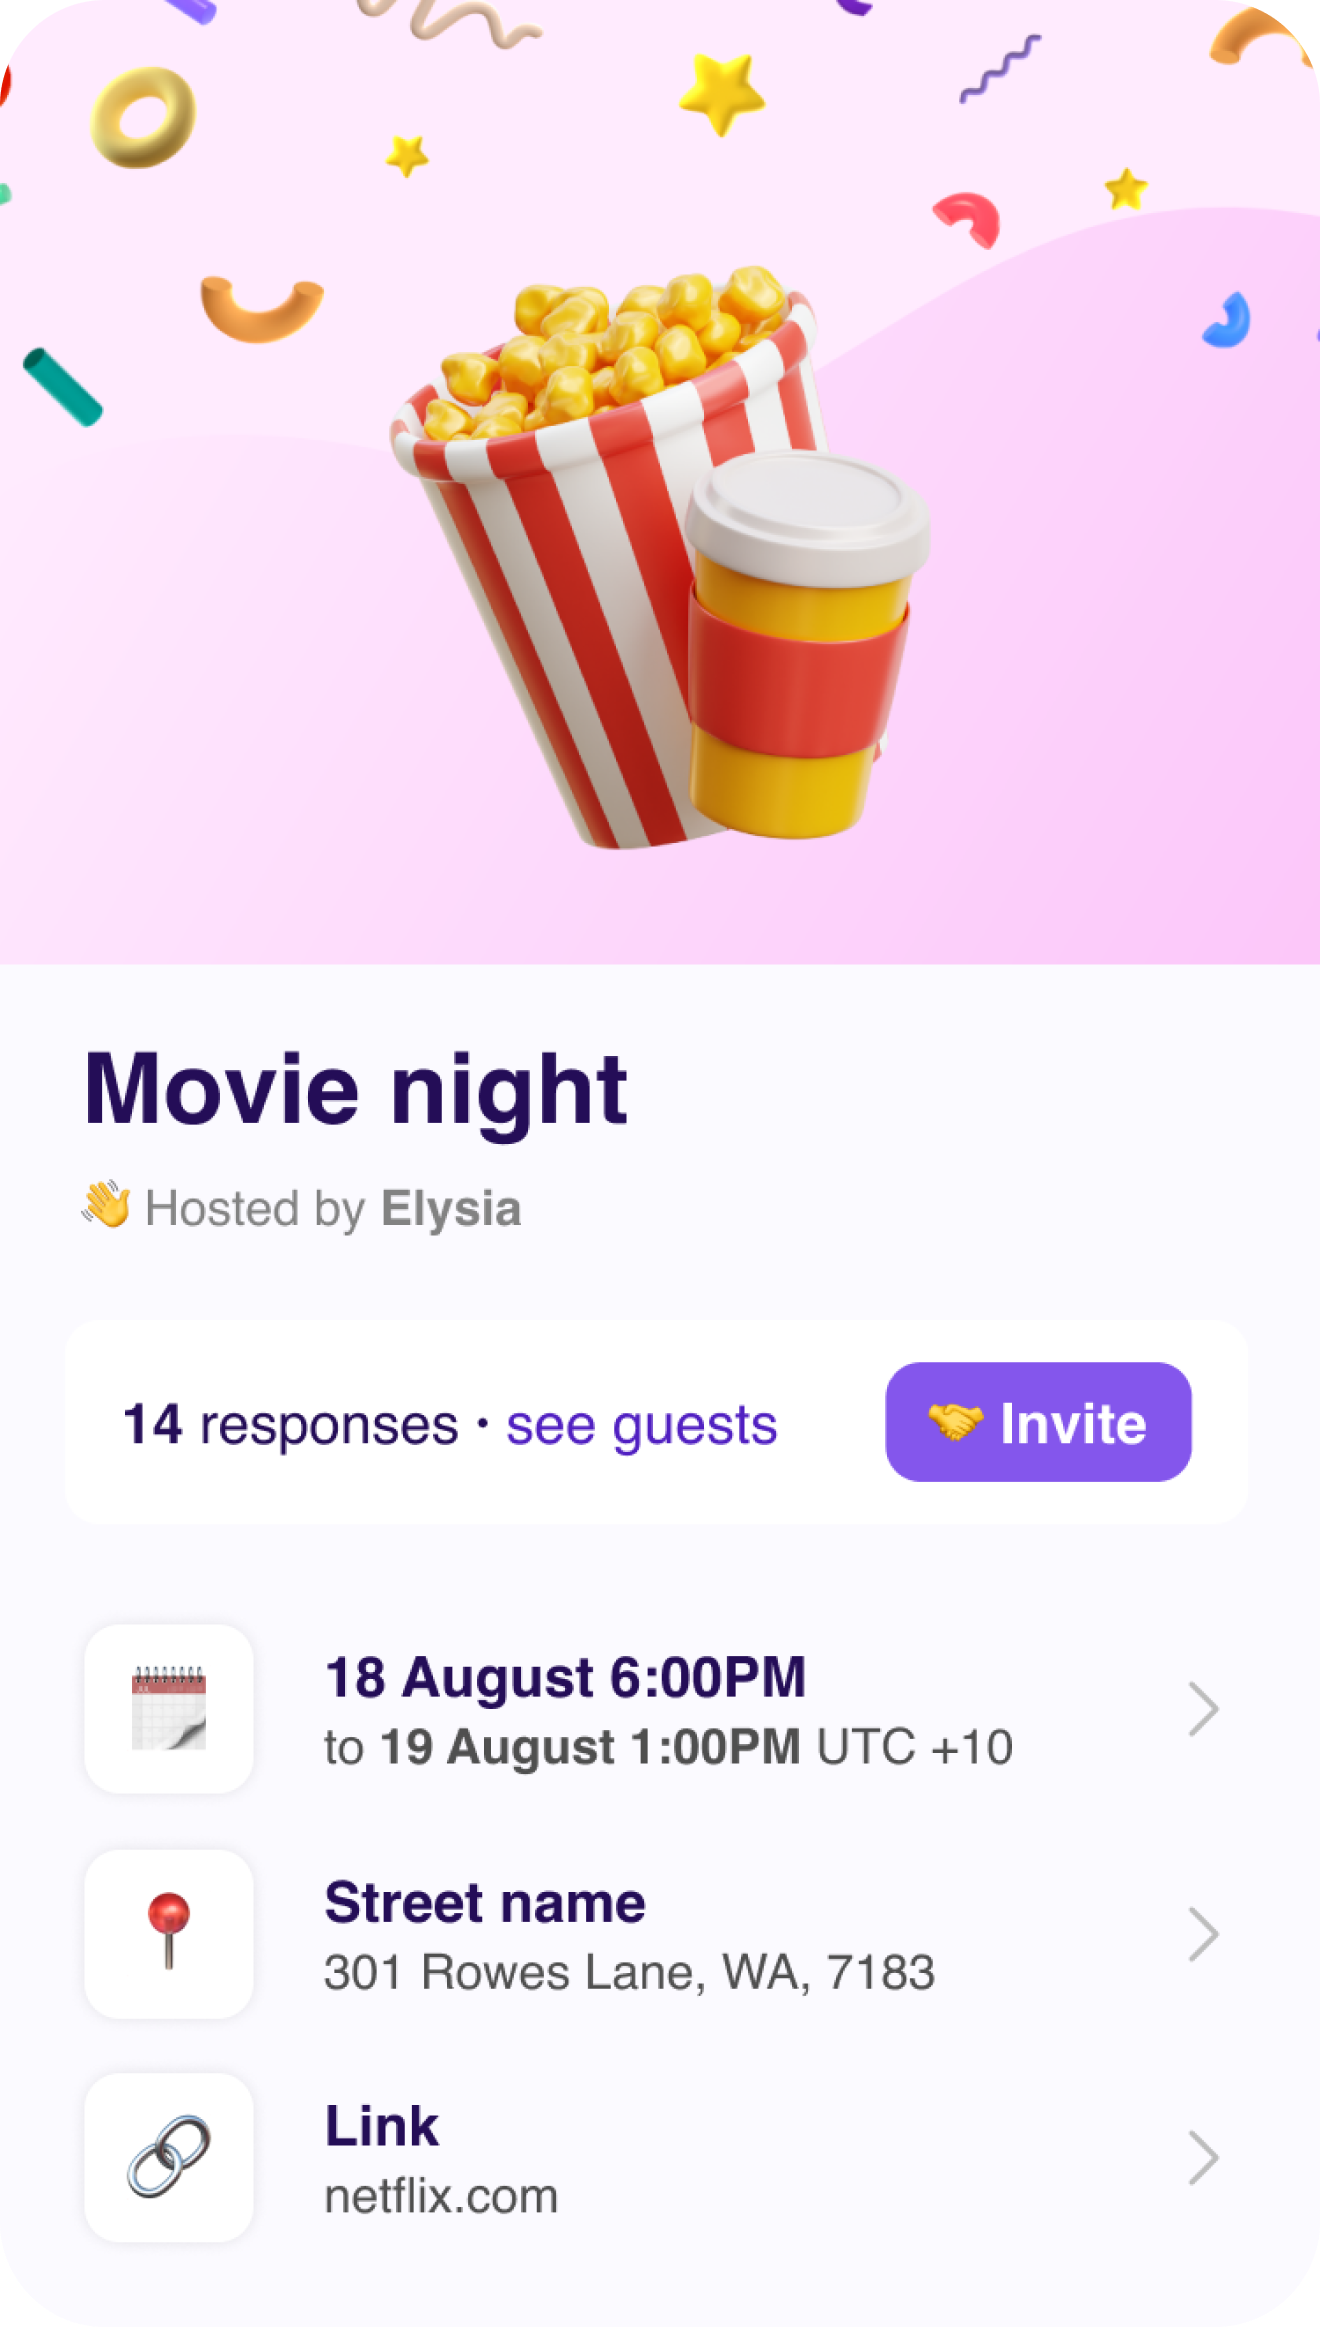 Movie night
👋 Hosted by Elysia
14 responses · see guests
🤝 Invite
18 August 6:00PM
to 19 August 1:00PM UTC +10
Street name
301 Rowes Lane, WA, 7183
Link
netflix.com